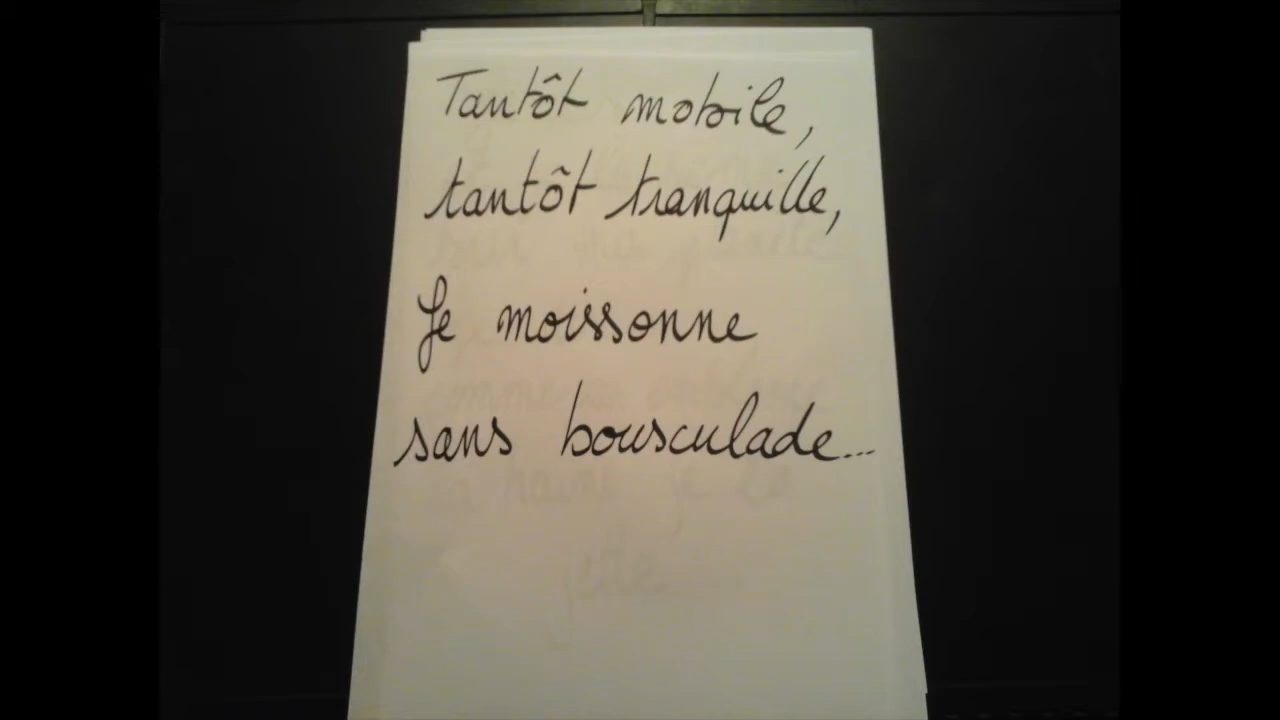 Tantôt mobile,
tantôt tranquille,
Je moissonne
sans bousculade...